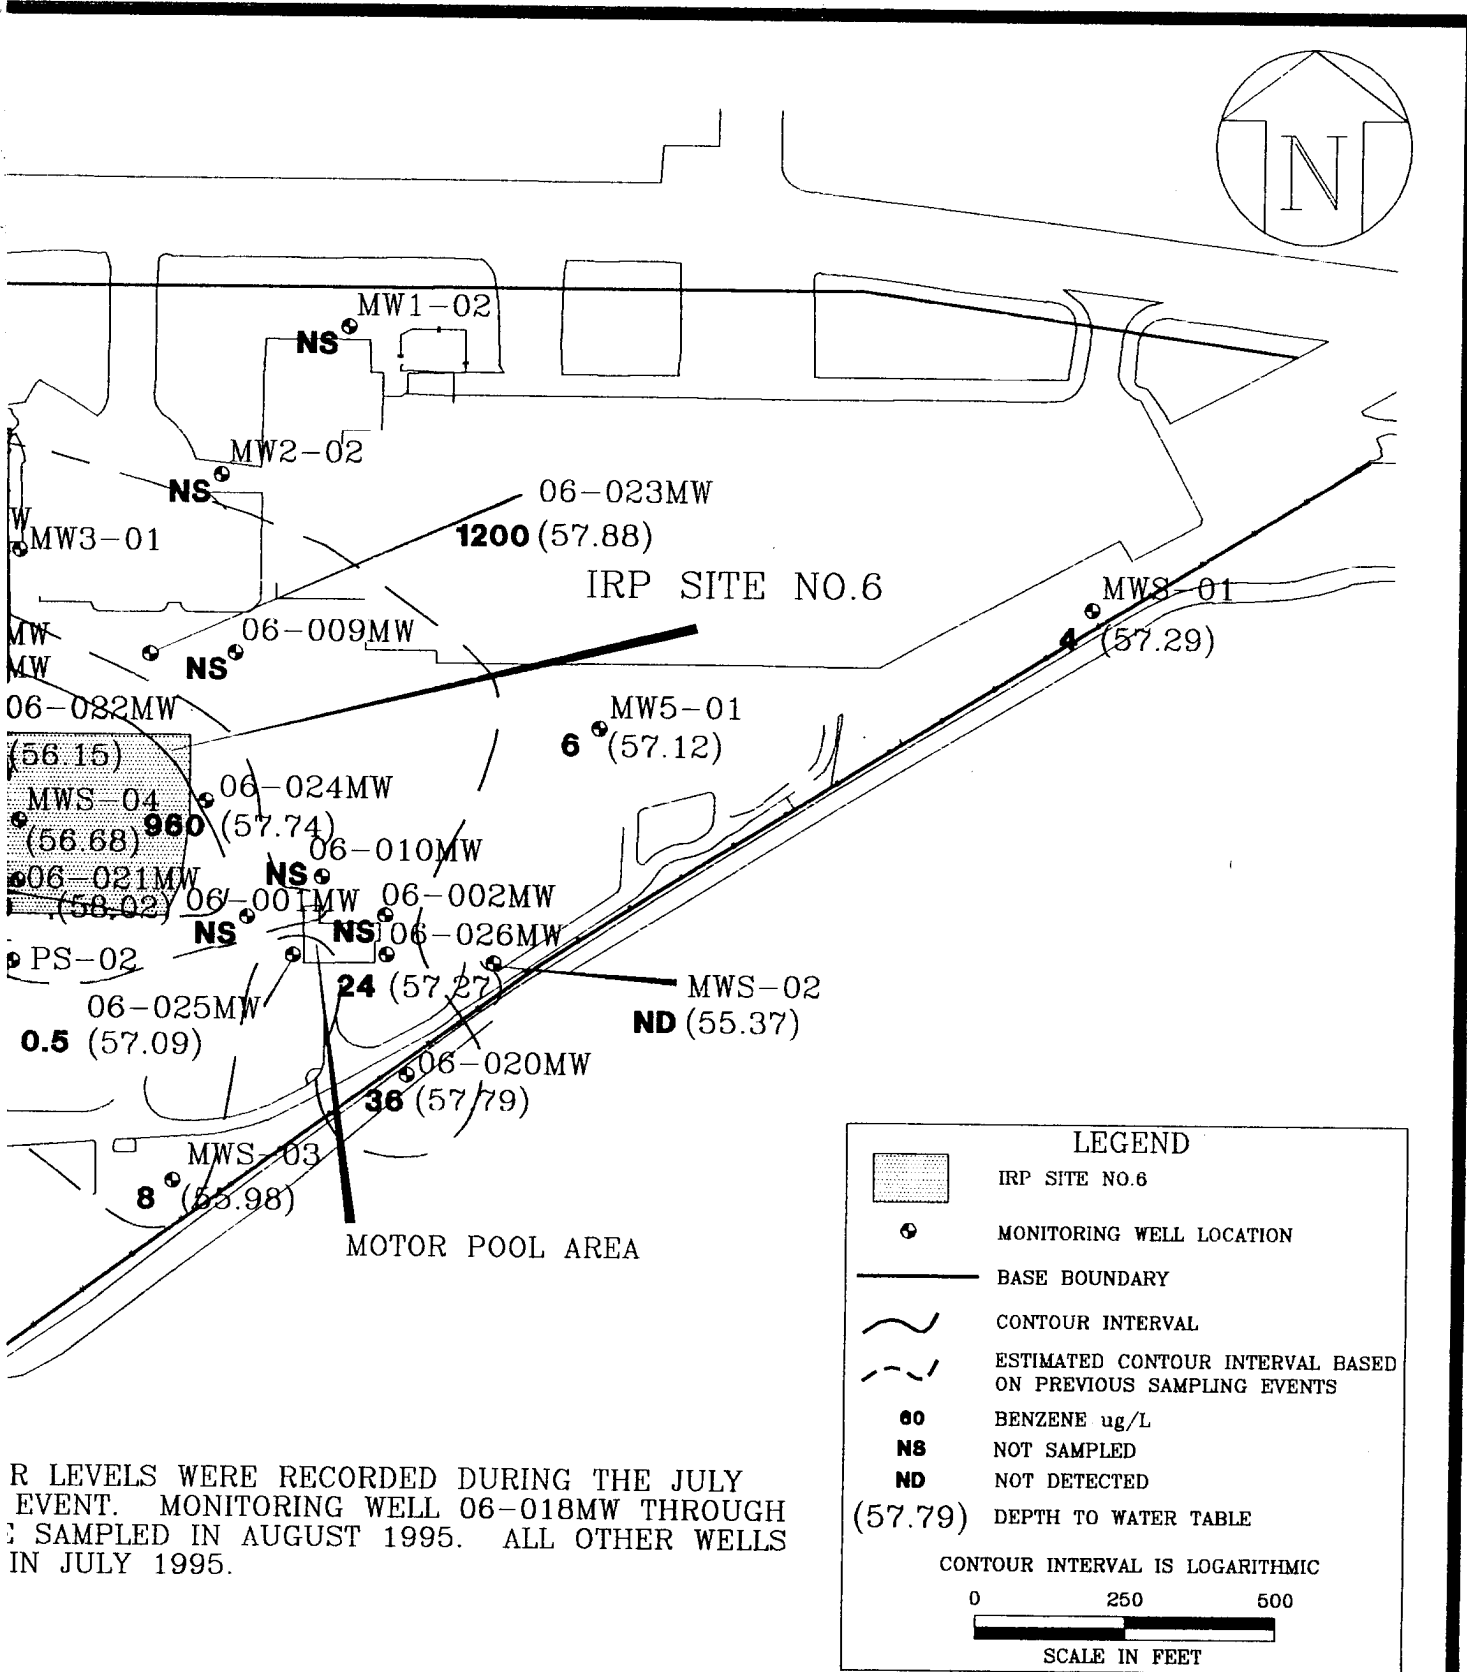 N
MW1-02
NS
MW2-02
NS
06-023MW
1200 (57.88)
W
MW3-01
IRP SITE NO.6
MWS-01
4 (57.29)
MW
06-009MW
NS
MW
06-022MW
(56.15)
MW5-01
6 (57.12)
06-024MW
960 (57.74)
MWS-04
(56.68)
06-010MW
NS
06-021MW
(58.02)
06-001MW
NS
06-002MW
NS
06-026MW
24 (57.27)
PS-02
MWS-02
ND (55.37)
06-025MW
0.5 (57.09)
06-020MW
36 (57.79)
MWS-03
8 (55.98)
MOTOR POOL AREA
LEGEND
IRP SITE NO.6
MONITORING WELL LOCATION
BASE BOUNDARY
CONTOUR INTERVAL
ESTIMATED CONTOUR INTERVAL BASED
ON PREVIOUS SAMPLING EVENTS
60 BENZENE ug/L
NS NOT SAMPLED
ND NOT DETECTED
(57.79) DEPTH TO WATER TABLE
CONTOUR INTERVAL IS LOGARITHMIC
0 250 500
SCALE IN FEET
R LEVELS WERE RECORDED DURING THE JULY
EVENT. MONITORING WELL 06-018MW THROUGH
SAMPLED IN AUGUST 1995. ALL OTHER WELLS
IN JULY 1995.